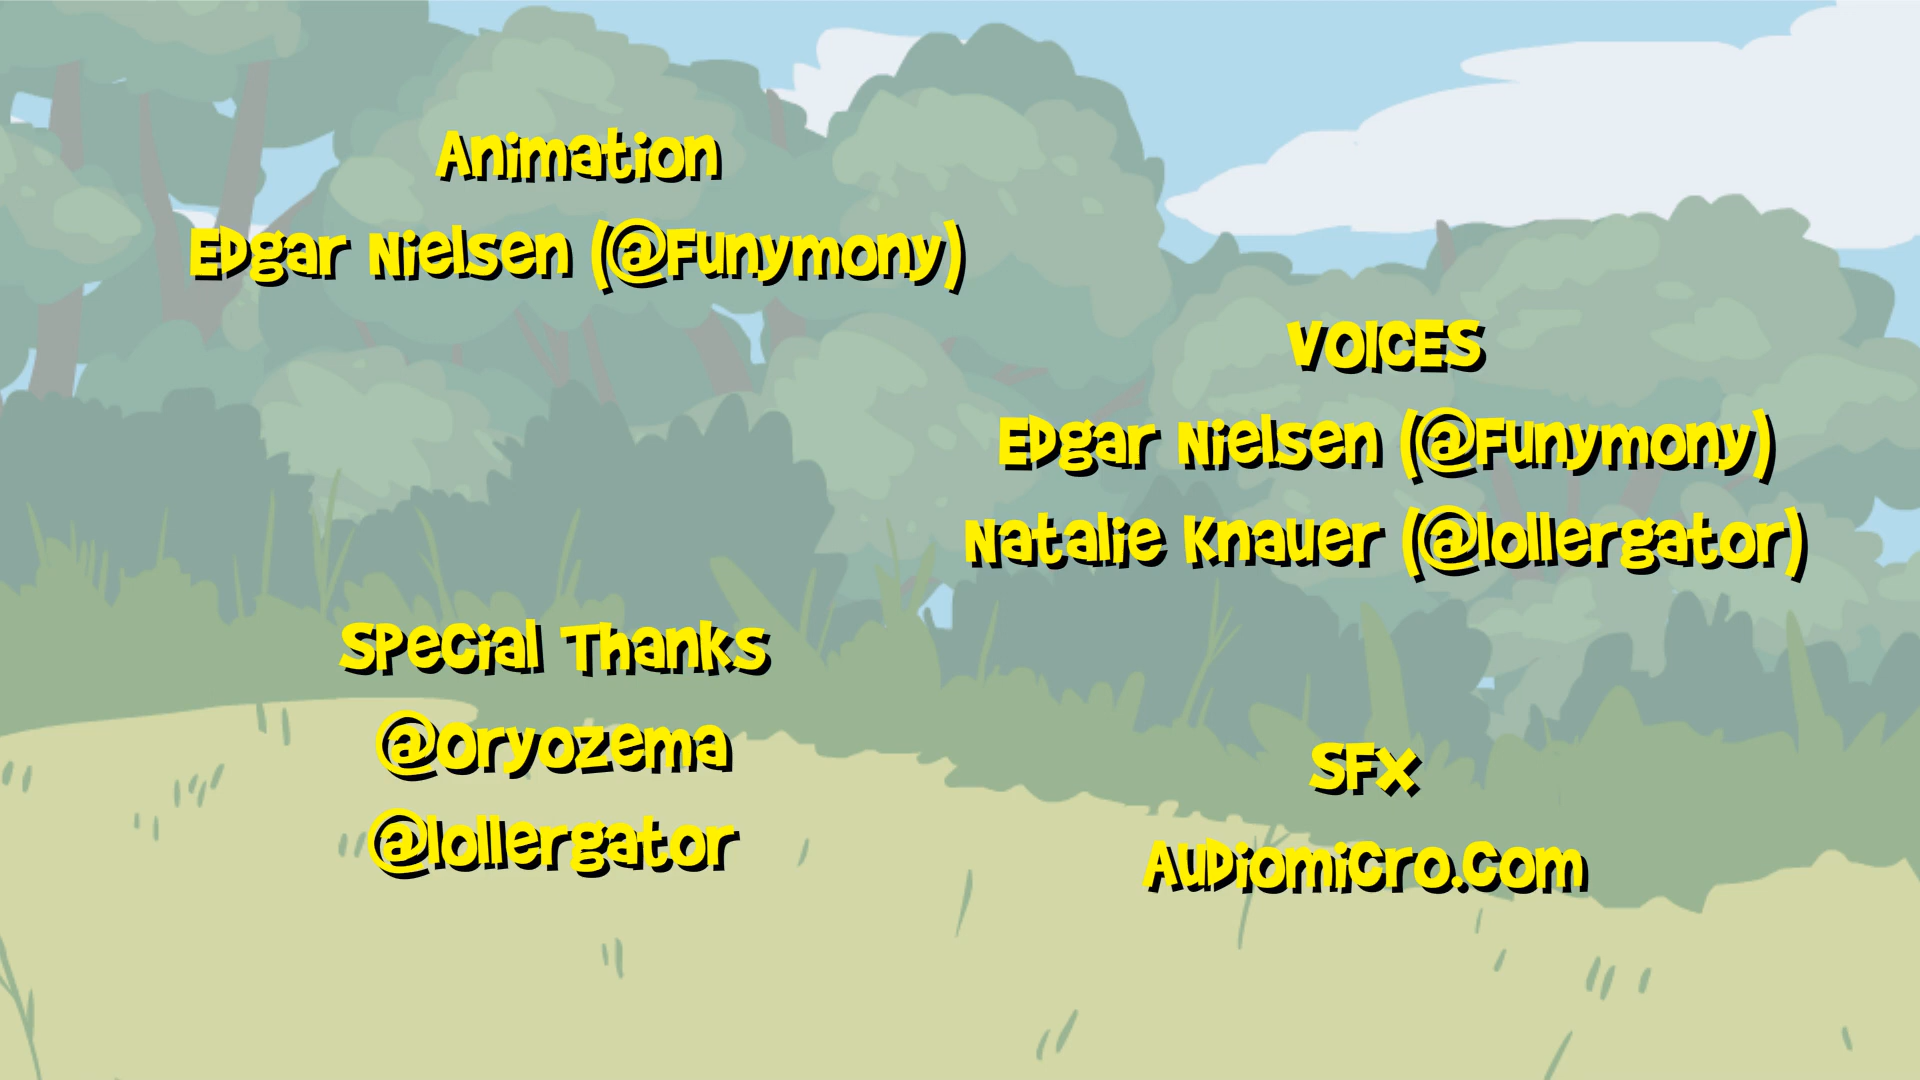 Animation
Edgar Nielsen (@Funymony)
VOICES
Edgar Nielsen (@Funymony)
Natalie Knauer (@lollergator)
Special Thanks
@Oryozema
@lollergator
SFX
Audiomicro.com